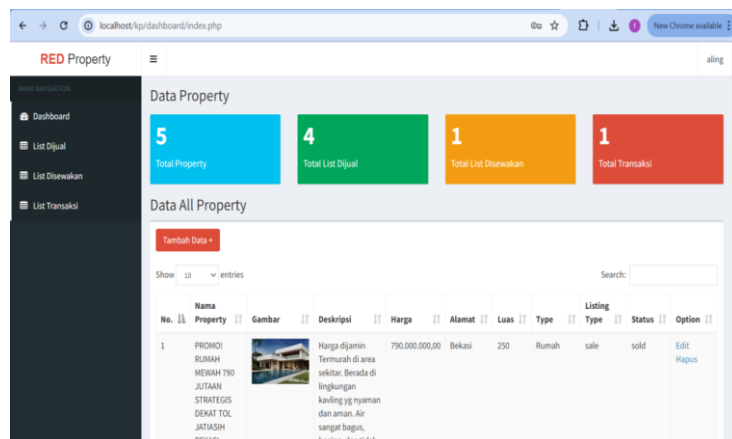 localhost/kp/dashboard/index.php
New Chrome available
RED Property
aling
MAIN NAVIGATION
Dashboard
List Dijual
List Disewakan
List Transaksi
Data Property
5
Total Property
4
Total List Dijual
1
Total List Disewakan
1
Total Transaksi
Data All Property
Tambah Data +
Show 10 entries
Search:
No.
Nama
Property
Gambar
Deskripsi
Harga
Alamat
Luas
Type
Listing
Type
Status
Option
1
PROMO!
RUMAH
MEWAH 790
JUTAAN
STRATEGIS
DEKAT TOL
JATIASIH
Harga dijamin
Termurah di area
sekitar. Berada di
lingkungan
kavling yg nyaman
dan aman. Air
sangat bagus,
790.000.000,00
Bekasi
250
Rumah
sale
sold
Edit
Hapus